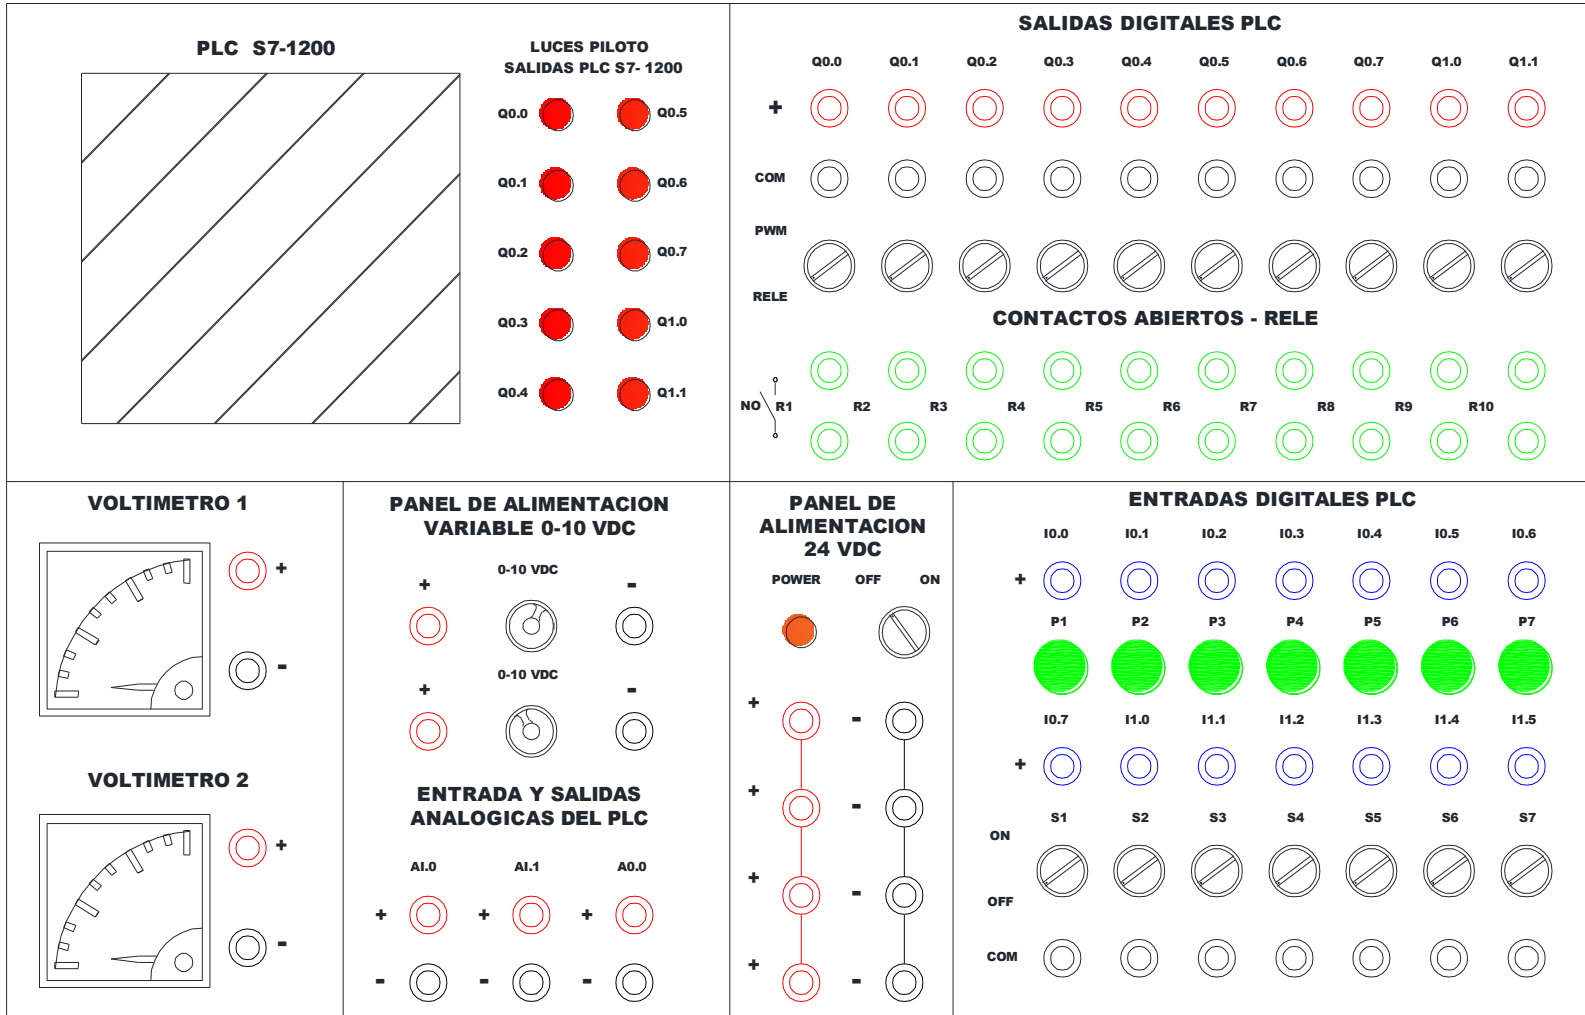 PLC S7-1200
LUCES PILOTO
SALIDAS PLC S7- 1200
Q0.0 Q0.5
Q0.1 Q0.6
Q0.2 Q0.7
Q0.3 Q1.0
Q0.4 Q1.1
SALIDAS DIGITALES PLC
Q0.0 Q0.1 Q0.2 Q0.3 Q0.4 Q0.5 Q0.6 Q0.7 Q1.0 Q1.1
+
COM
PWM
RELE
CONTACTOS ABIERTOS - RELE
NO R1 R2 R3 R4 R5 R6 R7 R8 R9 R10
VOLTIMETRO 1
+
-
VOLTIMETRO 2
+
-
PANEL DE ALIMENTACION
VARIABLE 0-10 VDC
+ 0-10 VDC -
+ 0-10 VDC -
ENTRADA Y SALIDAS
ANALOGICAS DEL PLC
AI.0 AI.1 A0.0
+ + +
- - -
PANEL DE
ALIMENTACION
24 VDC
POWER OFF ON
+ -
+ -
+ -
+ -
ENTRADAS DIGITALES PLC
I0.0 I0.1 I0.2 I0.3 I0.4 I0.5 I0.6
+
P1 P2 P3 P4 P5 P6 P7
I0.7 I1.0 I1.1 I1.2 I1.3 I1.4 I1.5
+
S1 S2 S3 S4 S5 S6 S7
ON
OFF
COM